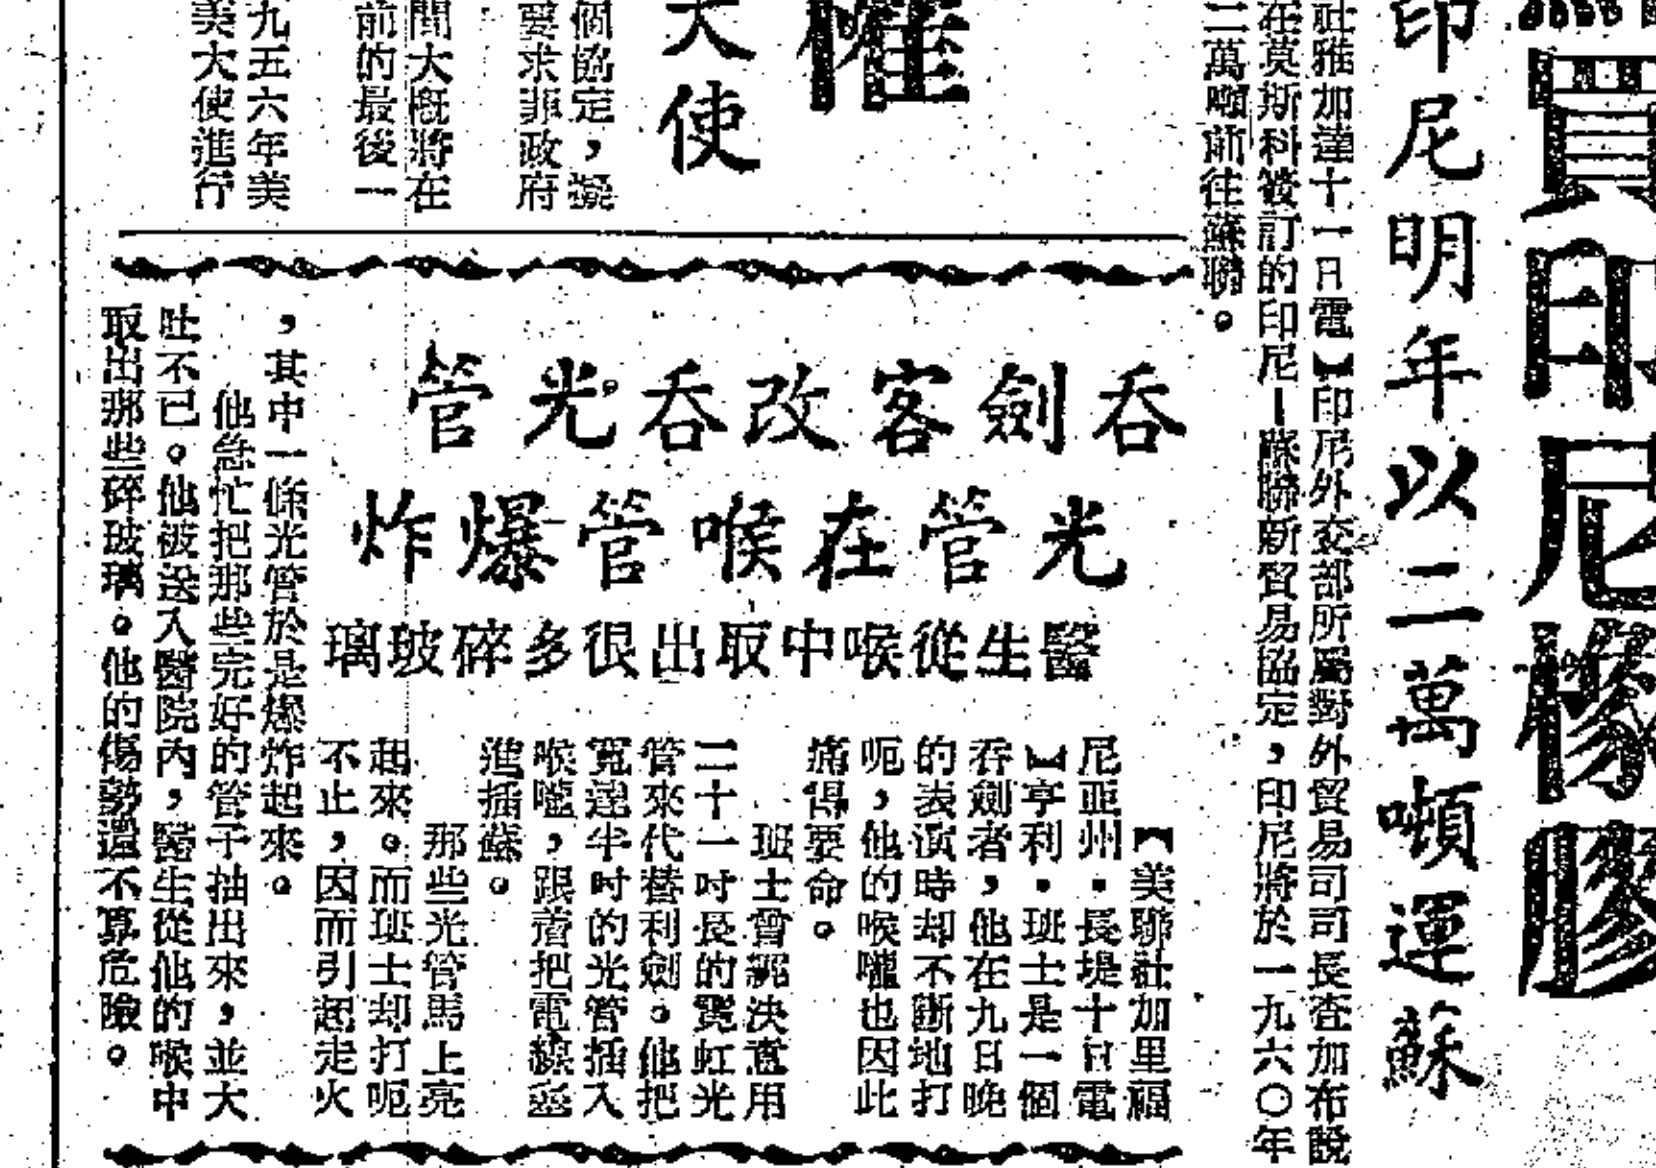 買印尼橡膠
印尼明年以二萬噸運蘇
社雅加達十一日電】印尼外交部所屬對外貿易司司長查加布說
在莫斯科簽訂的印尼—蘇聯新貿易協定，印尼將於一九六〇年
二萬噸前往蘇聯。
大使
個協定，擬
要求菲政府
間大概將在
前的最後一
九五六年美
美大使進行
吞劍客改吞光管
光管在喉管爆炸
醫生從喉中取出很多碎玻璃
【美聯社加里福
尼亞州・長堤十日電
】亨利・班士是一個
吞劍者，他在九日晚
的表演時却不斷地打
呃，他的喉嚨也因此
痛得要命。
班士曾經決意用
二十一吋長的霓虹光
管來代替利劍。他把
寬達半吋的光管插入
喉嚨，跟着把電線塞
進插蘇。
那些光管馬上亮
起來。而班士却打呃
不止，因而引起走火
，其中一條光管於是爆炸起來。
他急忙把那些完好的管子抽出來，並大
吐不已。他被送入醫院內，醫生從他的喉中
取出那些碎玻璃。他的傷勢還不算危險。